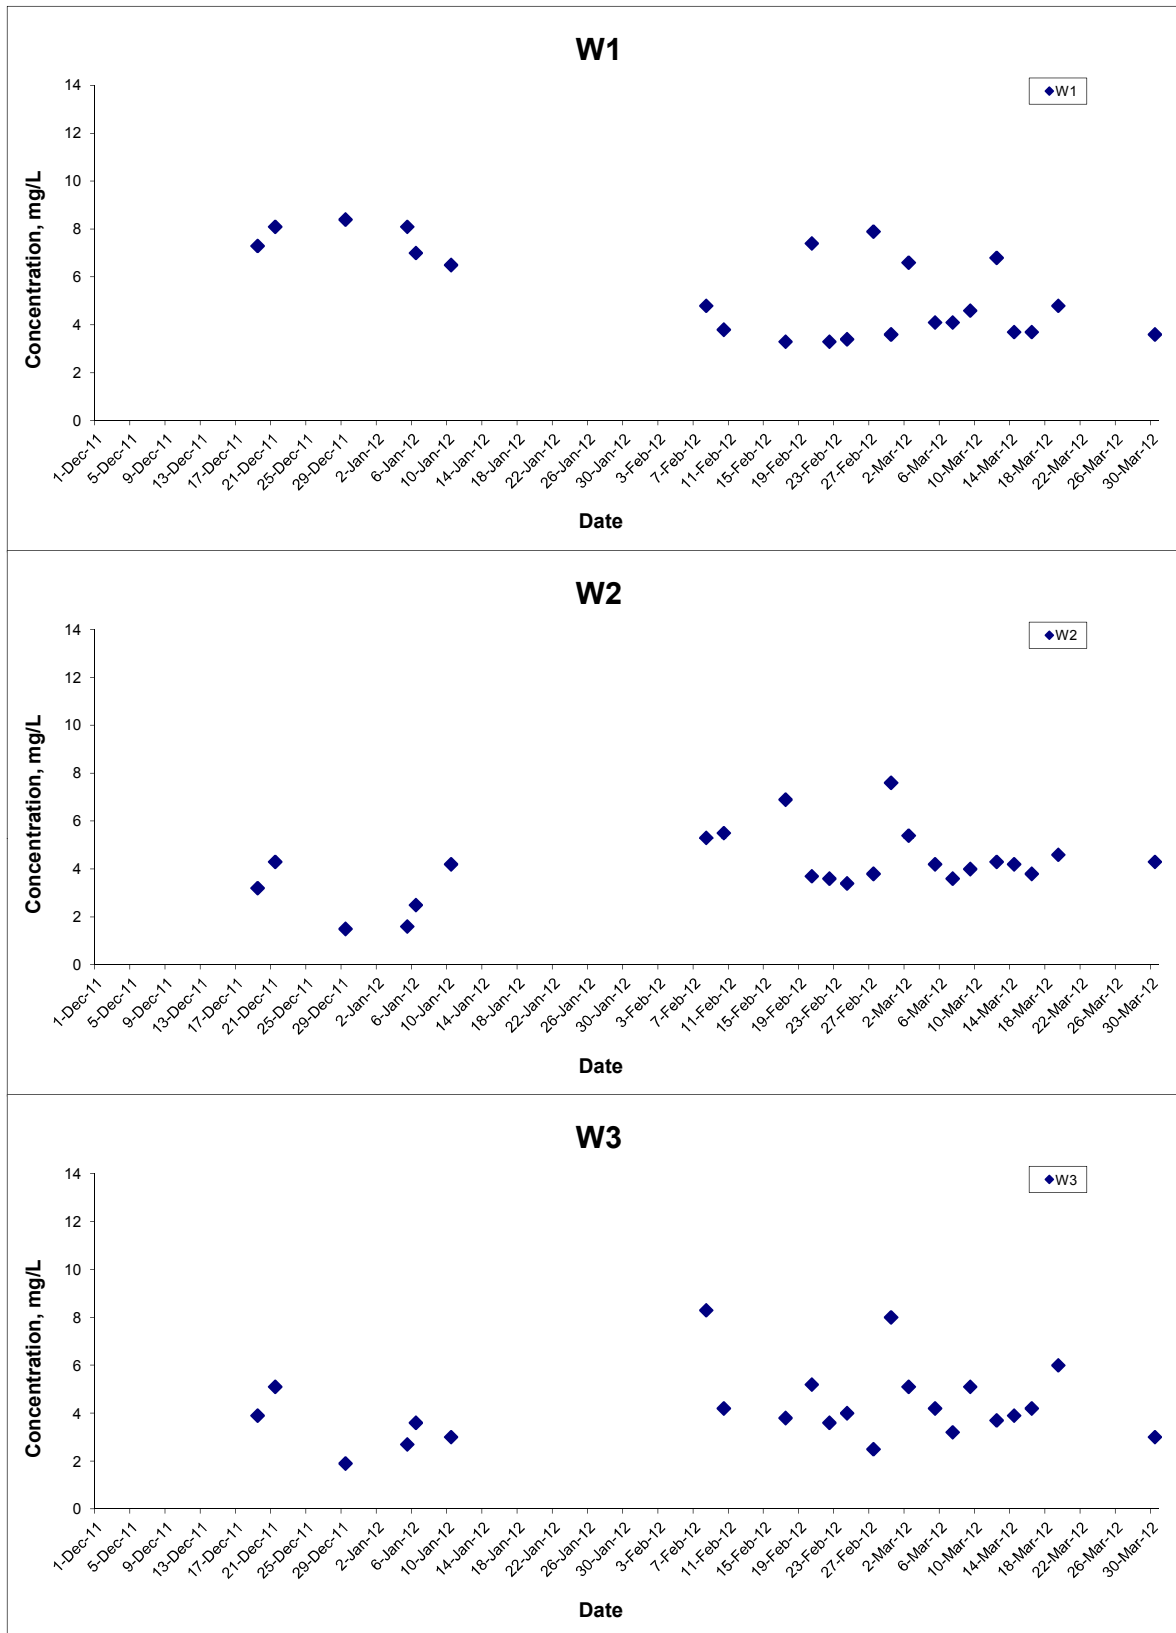 W1
W1
14
12
10
8
6
4
2
0
Concentration, mg/L
1-Dec-11
5-Dec-11
9-Dec-11
13-Dec-11
17-Dec-11
21-Dec-11
25-Dec-11
29-Dec-11
2-Jan-12
6-Jan-12
10-Jan-12
14-Jan-12
18-Jan-12
22-Jan-12
26-Jan-12
30-Jan-12
3-Feb-12
7-Feb-12
11-Feb-12
15-Feb-12
19-Feb-12
23-Feb-12
27-Feb-12
2-Mar-12
6-Mar-12
10-Mar-12
14-Mar-12
18-Mar-12
22-Mar-12
26-Mar-12
30-Mar-12
Date
W2
W2
14
12
10
8
6
4
2
0
Concentration, mg/L
1-Dec-11
5-Dec-11
9-Dec-11
13-Dec-11
17-Dec-11
21-Dec-11
25-Dec-11
29-Dec-11
2-Jan-12
6-Jan-12
10-Jan-12
14-Jan-12
18-Jan-12
22-Jan-12
26-Jan-12
30-Jan-12
3-Feb-12
7-Feb-12
11-Feb-12
15-Feb-12
19-Feb-12
23-Feb-12
27-Feb-12
2-Mar-12
6-Mar-12
10-Mar-12
14-Mar-12
18-Mar-12
22-Mar-12
26-Mar-12
30-Mar-12
Date
W3
W3
14
12
10
8
6
4
2
0
Concentration, mg/L
1-Dec-11
5-Dec-11
9-Dec-11
13-Dec-11
17-Dec-11
21-Dec-11
25-Dec-11
29-Dec-11
2-Jan-12
6-Jan-12
10-Jan-12
14-Jan-12
18-Jan-12
22-Jan-12
26-Jan-12
30-Jan-12
3-Feb-12
7-Feb-12
11-Feb-12
15-Feb-12
19-Feb-12
23-Feb-12
27-Feb-12
2-Mar-12
6-Mar-12
10-Mar-12
14-Mar-12
18-Mar-12
22-Mar-12
26-Mar-12
30-Mar-12
Date